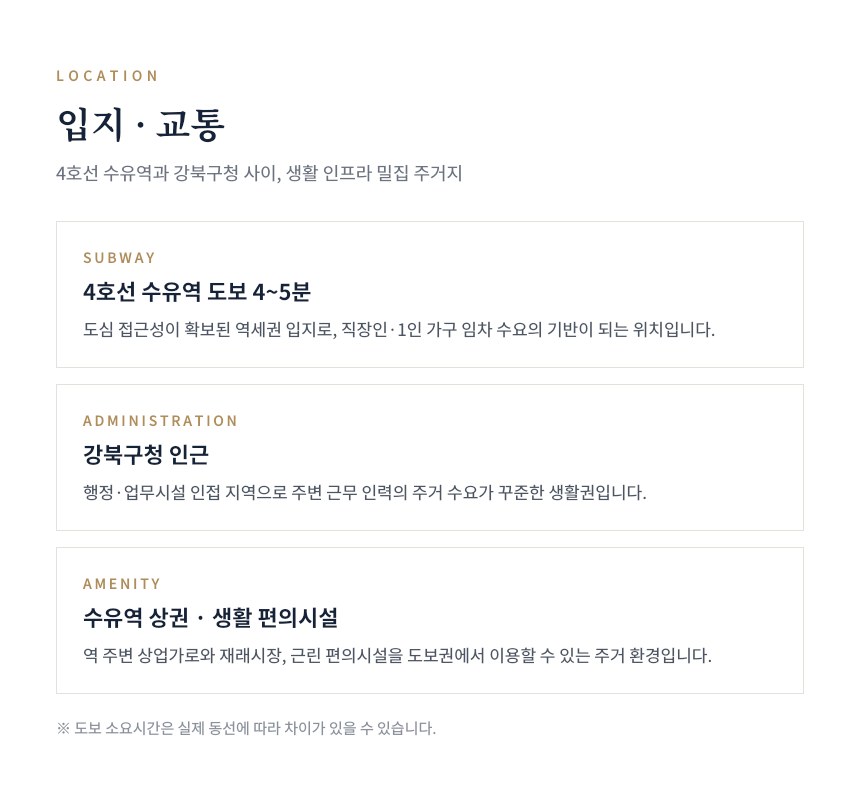 LOCATION
입지 · 교통
4호선 수유역과 강북구청 사이, 생활 인프라 밀집 주거지
SUBWAY
4호선 수유역 도보 4~5분
도심 접근성이 확보된 역세권 입지로, 직장인·1인 가구 임차 수요의 기반이 되는 위치입니다.
ADMINISTRATION
강북구청 인근
행정·업무시설 인접 지역으로 주변 근무 인력의 주거 수요가 꾸준한 생활권입니다.
AMENITY
수유역 상권 · 생활 편의시설
역 주변 상업가로와 재래시장, 근린 편의시설을 도보권에서 이용할 수 있는 주거 환경입니다.
※ 도보 소요시간은 실제 동선에 따라 차이가 있을 수 있습니다.